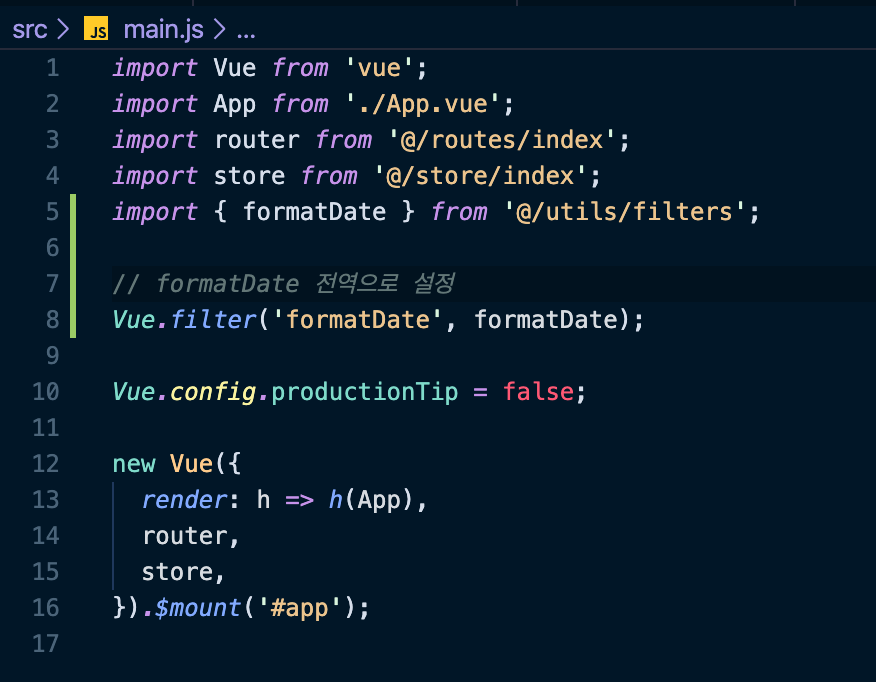 src > JS main.js > ...
1 import Vue from 'vue';
2 import App from './App.vue';
3 import router from '@/routes/index';
4 import store from '@/store/index';
5 import { formatDate } from '@/utils/filters';
6
7 // formatDate 전역으로 설정
8 Vue.filter('formatDate', formatDate);
9
10 Vue.config.productionTip = false;
11
12 new Vue({
13   render: h => h(App),
14   router,
15   store,
16 }).$mount('#app');
17